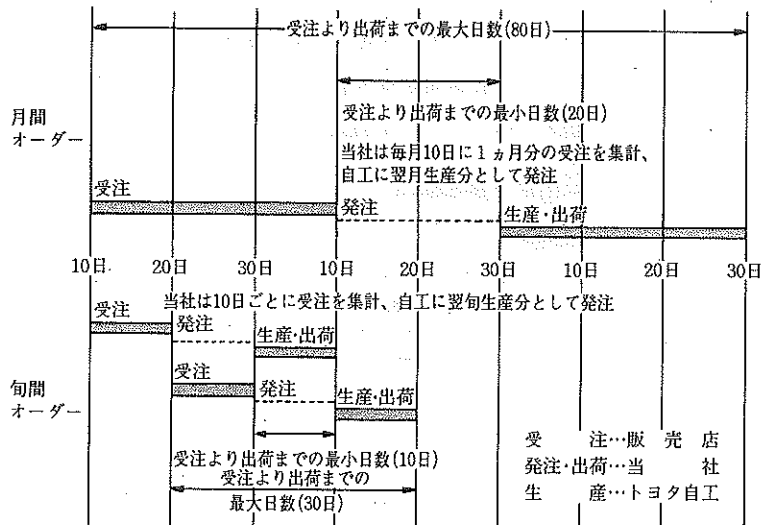 受注より出荷までの最大日数(80日)
受注より出荷までの最小日数(20日)
月間
オーダー
当社は毎月10日に1ヵ月分の受注を集計、
自工に翌月生産分として発注
受注
発注
生産・出荷
10日 20日 30日 10日 20日 30日 10日 20日 30日
当社は10日ごとに受注を集計、自工に翌旬生産分として発注
受注
発注
生産・出荷
受注
発注
生産・出荷
旬間
オーダー
受注より出荷までの最小日数(10日)
受注より出荷までの
最大日数(30日)
受 注…販 売 店
発注・出荷…当 社
生 産…トヨタ自工